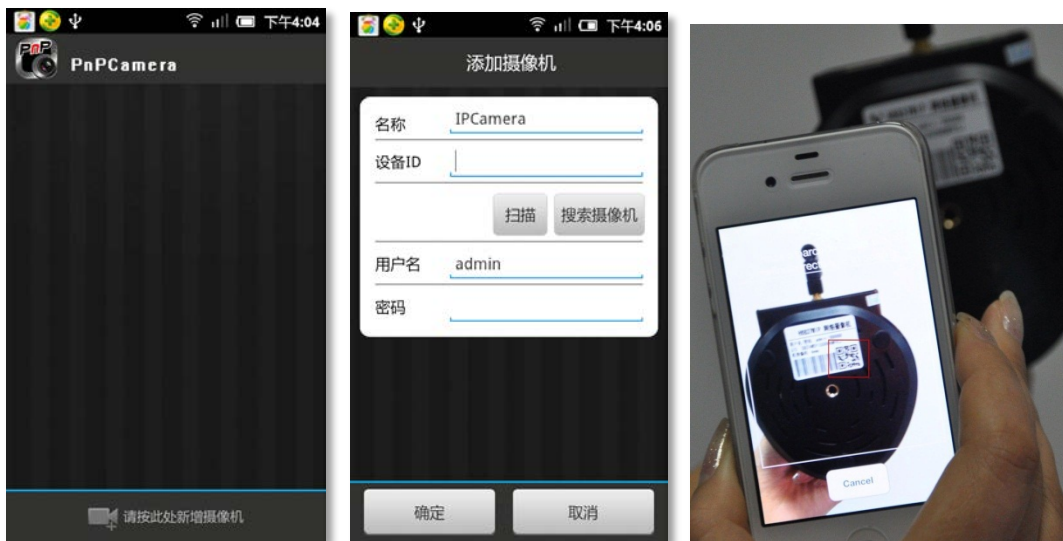 下午4:04
PnP
PnPCamera
请按此处新增摄像机
下午4:06
添加摄像机
名称 IPCamera
设备ID
扫描 搜索摄像机
用户名 admin
密码
确定 取消
Cancel